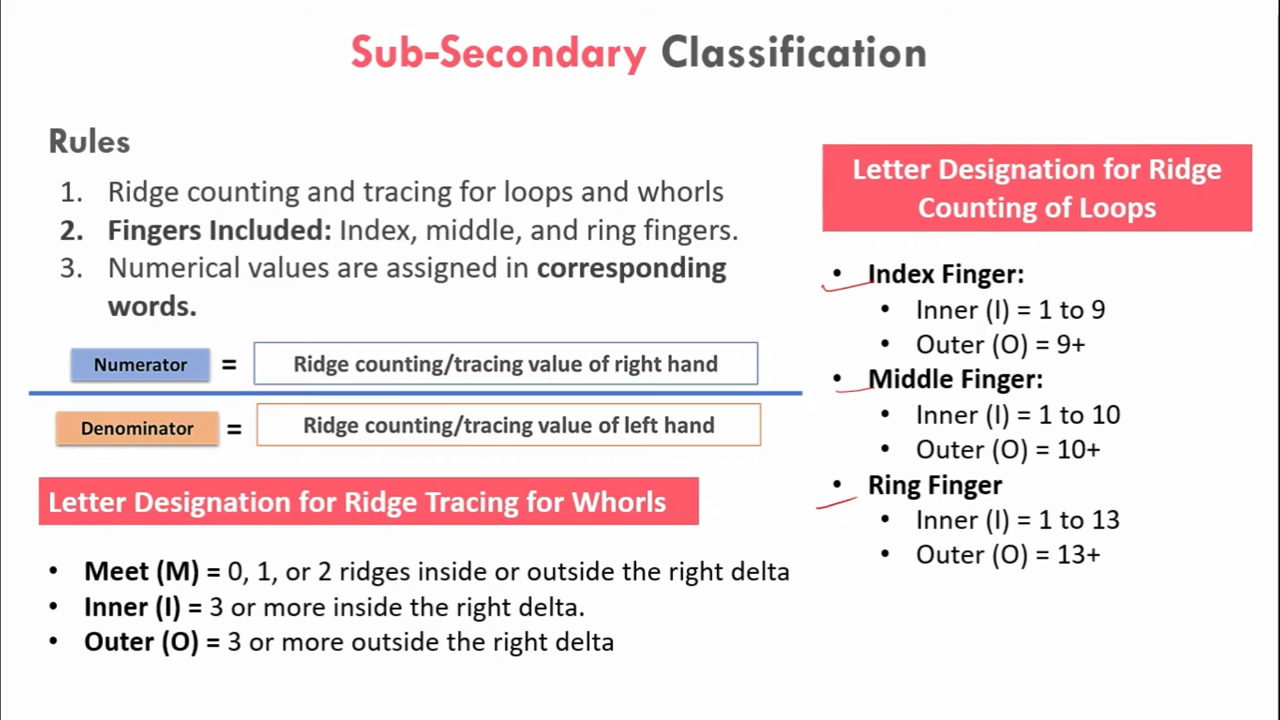 Sub-Secondary Classification
Rules
1. Ridge counting and tracing for loops and whorls
2. Fingers Included: Index, middle, and ring fingers.
3. Numerical values are assigned in corresponding
words.
Numerator = Ridge counting/tracing value of right hand
Denominator = Ridge counting/tracing value of left hand
Letter Designation for Ridge Tracing for Whorls
• Meet (M) = 0, 1, or 2 ridges inside or outside the right delta
• Inner (I) = 3 or more inside the right delta.
• Outer (O) = 3 or more outside the right delta
Letter Designation for Ridge
Counting of Loops
• Index Finger:
• Inner (I) = 1 to 9
• Outer (O) = 9+
• Middle Finger:
• Inner (I) = 1 to 10
• Outer (O) = 10+
• Ring Finger
• Inner (I) = 1 to 13
• Outer (O) = 13+